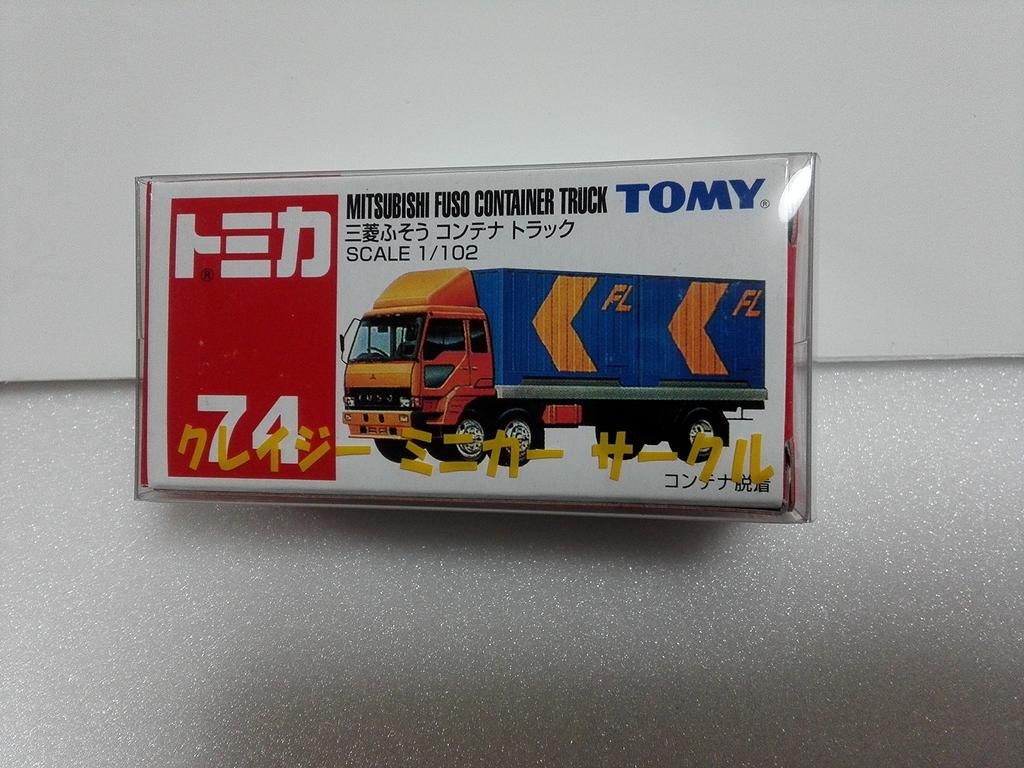 トミカ®
MITSUBISHI FUSO CONTAINER TRUCK TOMY®
三菱ふそう コンテナ トラック
SCALE 1/102
FL FL
FUSO
74
クレイジー ミニカー サークル
コンテナ脱着